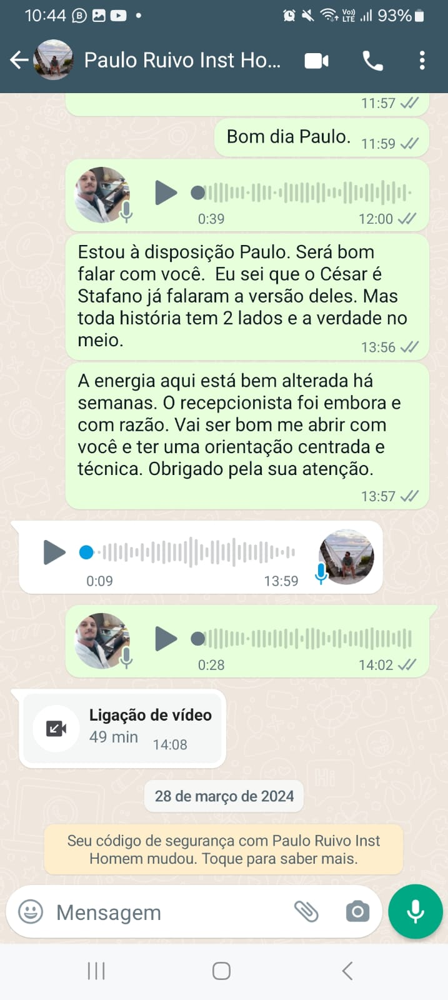 10:44
Vo))
LTE
93%
Paulo Ruivo Inst Ho...
11:57
Bom dia Paulo.
11:59
0:39
12:00
Estou à disposição Paulo. Será bom
falar com você.  Eu sei que o César é
Stafano já falaram a versão deles. Mas
toda história tem 2 lados e a verdade no
meio.
13:56
A energia aqui está bem alterada há
semanas. O recepcionista foi embora e
com razão. Vai ser bom me abrir com
você e ter uma orientação centrada e
técnica. Obrigado pela sua atenção.
13:57
0:09
13:59
0:28
14:02
Ligação de vídeo
49 min
14:08
28 de março de 2024
Seu código de segurança com Paulo Ruivo Inst
Homem mudou. Toque para saber mais.
Mensagem